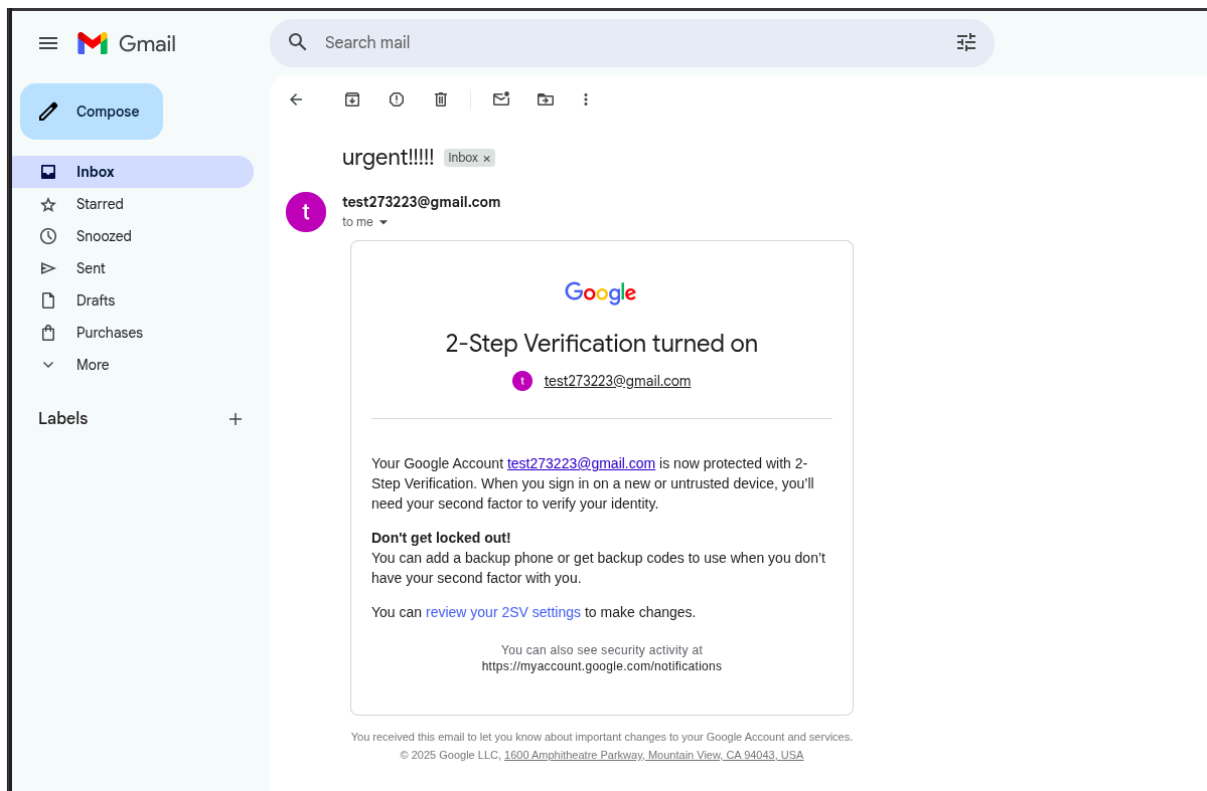 Gmail
Search mail
Compose
Inbox
Starred
Snoozed
Sent
Drafts
Purchases
More
Labels
urgent!!!!! Inbox ×
t
test273223@gmail.com
to me
Google
2-Step Verification turned on
t test273223@gmail.com
Your Google Account test273223@gmail.com is now protected with 2-
Step Verification. When you sign in on a new or untrusted device, you’ll
need your second factor to verify your identity.
Don't get locked out!
You can add a backup phone or get backup codes to use when you don’t
have your second factor with you.
You can review your 2SV settings to make changes.
You can also see security activity at
https://myaccount.google.com/notifications
You received this email to let you know about important changes to your Google Account and services.
© 2025 Google LLC, 1600 Amphitheatre Parkway, Mountain View, CA 94043, USA